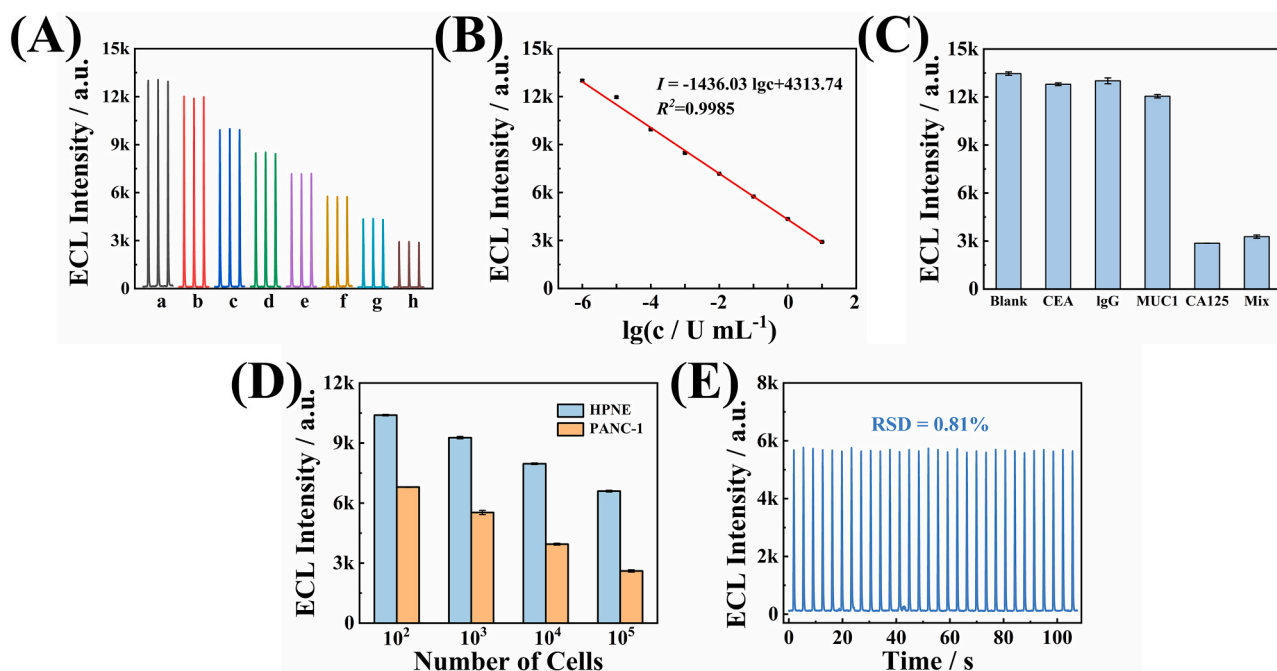 (A)
ECL Intensity / a.u.
15k
12k
9k
6k
3k
0
a b c d e f g h
(B)
ECL Intensity / a.u.
15k
12k
9k
6k
3k
0
I = -1436.03 lgc+4313.74
R²=0.9985
-6 -4 -2 0 2
lg(c / U mL⁻¹)
(C)
ECL Intensity / a.u.
15k
12k
9k
6k
3k
0
Blank CEA lgG MUC1 CA125 Mix
(D)
ECL Intensity / a.u.
12k
9k
6k
3k
0
HPNE
PANC-1
10² 10³ 10⁴ 10⁵
Number of Cells
(E)
ECL Intensity / a.u.
8k
6k
4k
2k
0
RSD = 0.81%
0 20 40 60 80 100
Time / s